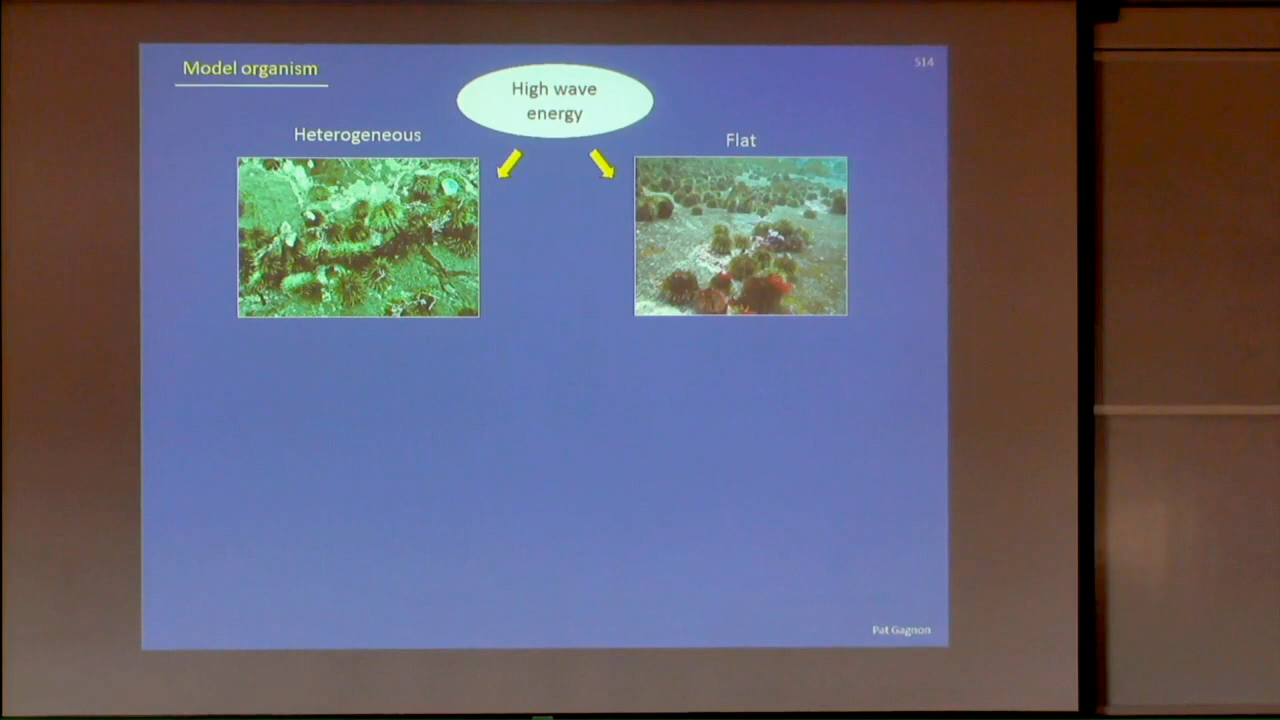 Model organism
514
High wave
energy
Heterogeneous
Flat
Pat Gagnon